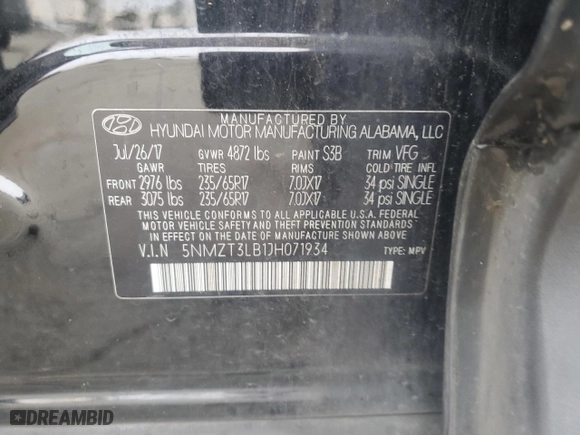 MANUFACTURED BY
HYUNDAI MOTOR MANUFACTURING ALABAMA, LLC
Jul/26/17 GVWR 4872 lbs PAINT S3B TRIM VFG
GAWR TIRES RIMS COLD TIRE INFL
FRONT 2976 lbs 235/65R17 7.0JX17 34 psi SINGLE
REAR 3075 lbs 235/65R17 7.0JX17 34 psi SINGLE
THIS VEHICLE CONFORMS TO ALL APPLICABLE U.S.A. FEDERAL
MOTOR VEHICLE SAFETY, BUMPER, AND THEFT PREVENTION
STANDARDS IN EFFECT ON THE DATE OF MANUFACTURE SHOWN ABOVE.
V.I.N 5NMZT3LB1JH071934 TYPE: MPV
DREAMBID